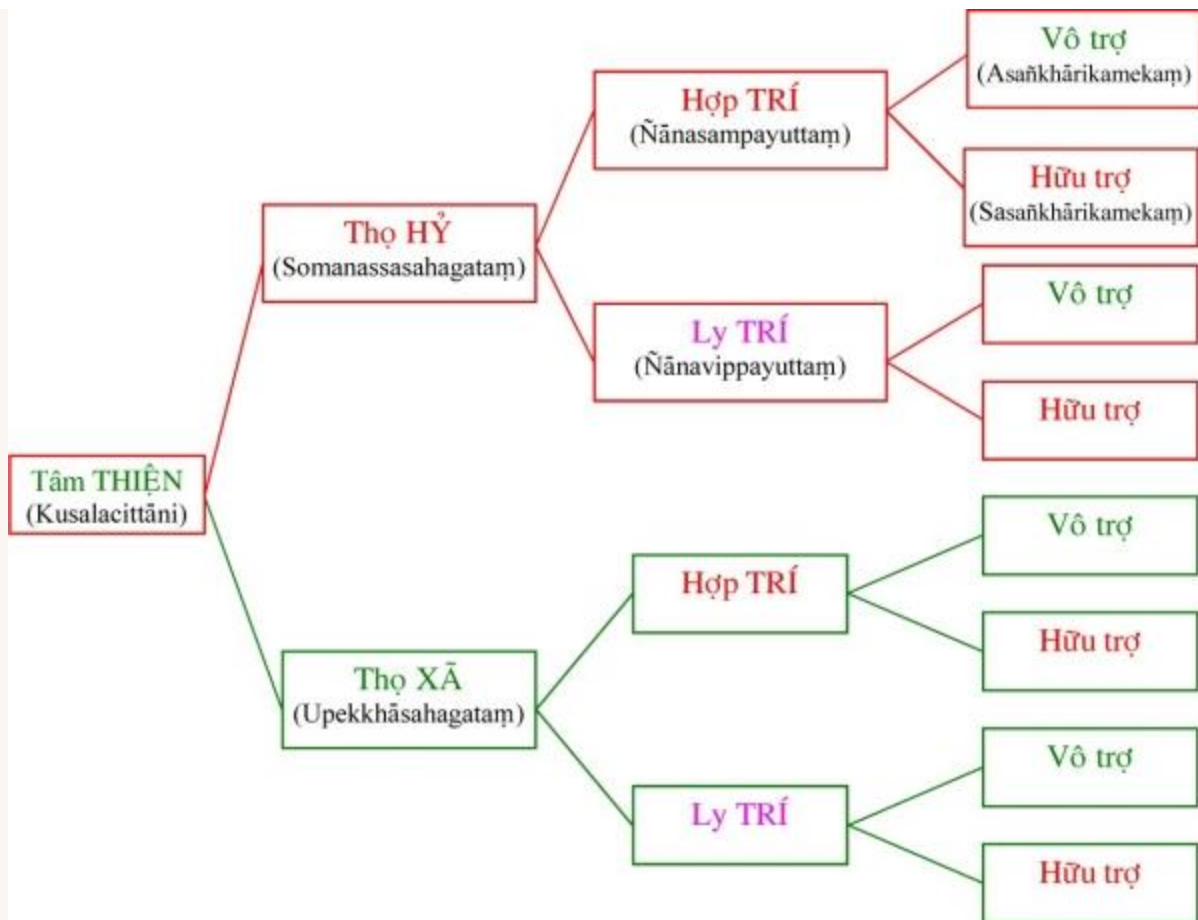 Vô trợ
(Asañkhārikamekaṃ)
Hợp TRÍ
(Ñānasampayuttaṃ)
Hữu trợ
(Sasañkhārikamekaṃ)
Thọ HỶ
(Somanassasahagataṃ)
Vô trợ
Ly TRÍ
(Ñānavippayuttaṃ)
Hữu trợ
Tâm THIỆN
(Kusalacittāni)
Vô trợ
Hợp TRÍ
Hữu trợ
Thọ XĀ
(Upekkhāsahagataṃ)
Vô trợ
Ly TRÍ
Hữu trợ